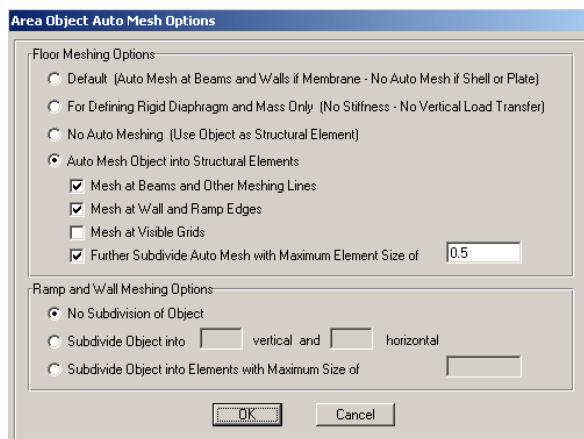 Area Object Auto Mesh Options
Floor Meshing Options
Default (Auto Mesh at Beams and Walls if Membrane - No Auto Mesh if Shell or Plate)
For Defining Rigid Diaphragm and Mass Only (No Stiffness - No Vertical Load Transfer)
No Auto Meshing (Use Object as Structural Element)
Auto Mesh Object into Structural Elements
Mesh at Beams and Other Meshing Lines
Mesh at Wall and Ramp Edges
Mesh at Visible Grids
Further Subdivide Auto Mesh with Maximum Element Size of 0.5
Ramp and Wall Meshing Options
No Subdivision of Object
Subdivide Object into vertical and horizontal
Subdivide Object into Elements with Maximum Size of
OK Cancel